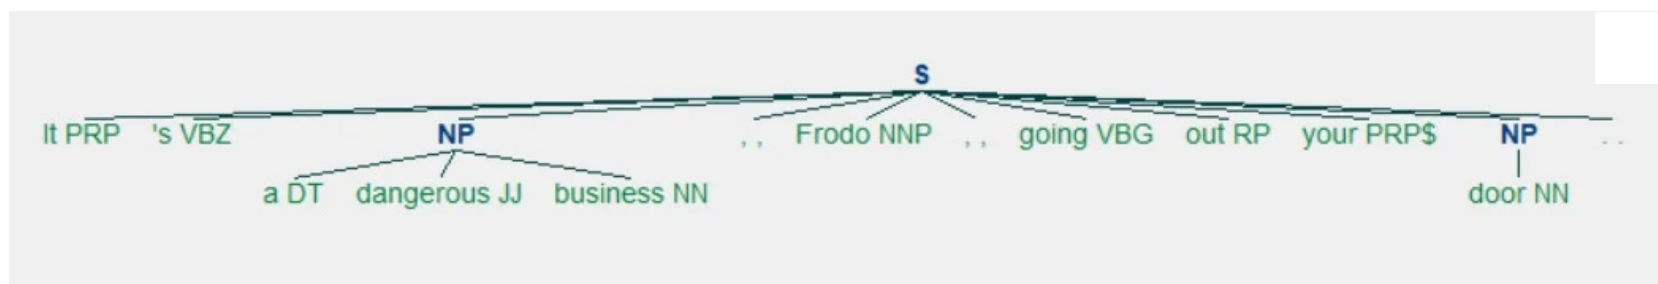 S
It PRP 's VBZ NP , , Frodo NNP , , going VBG out RP your PRP$ NP . .
a DT dangerous JJ business NN door NN